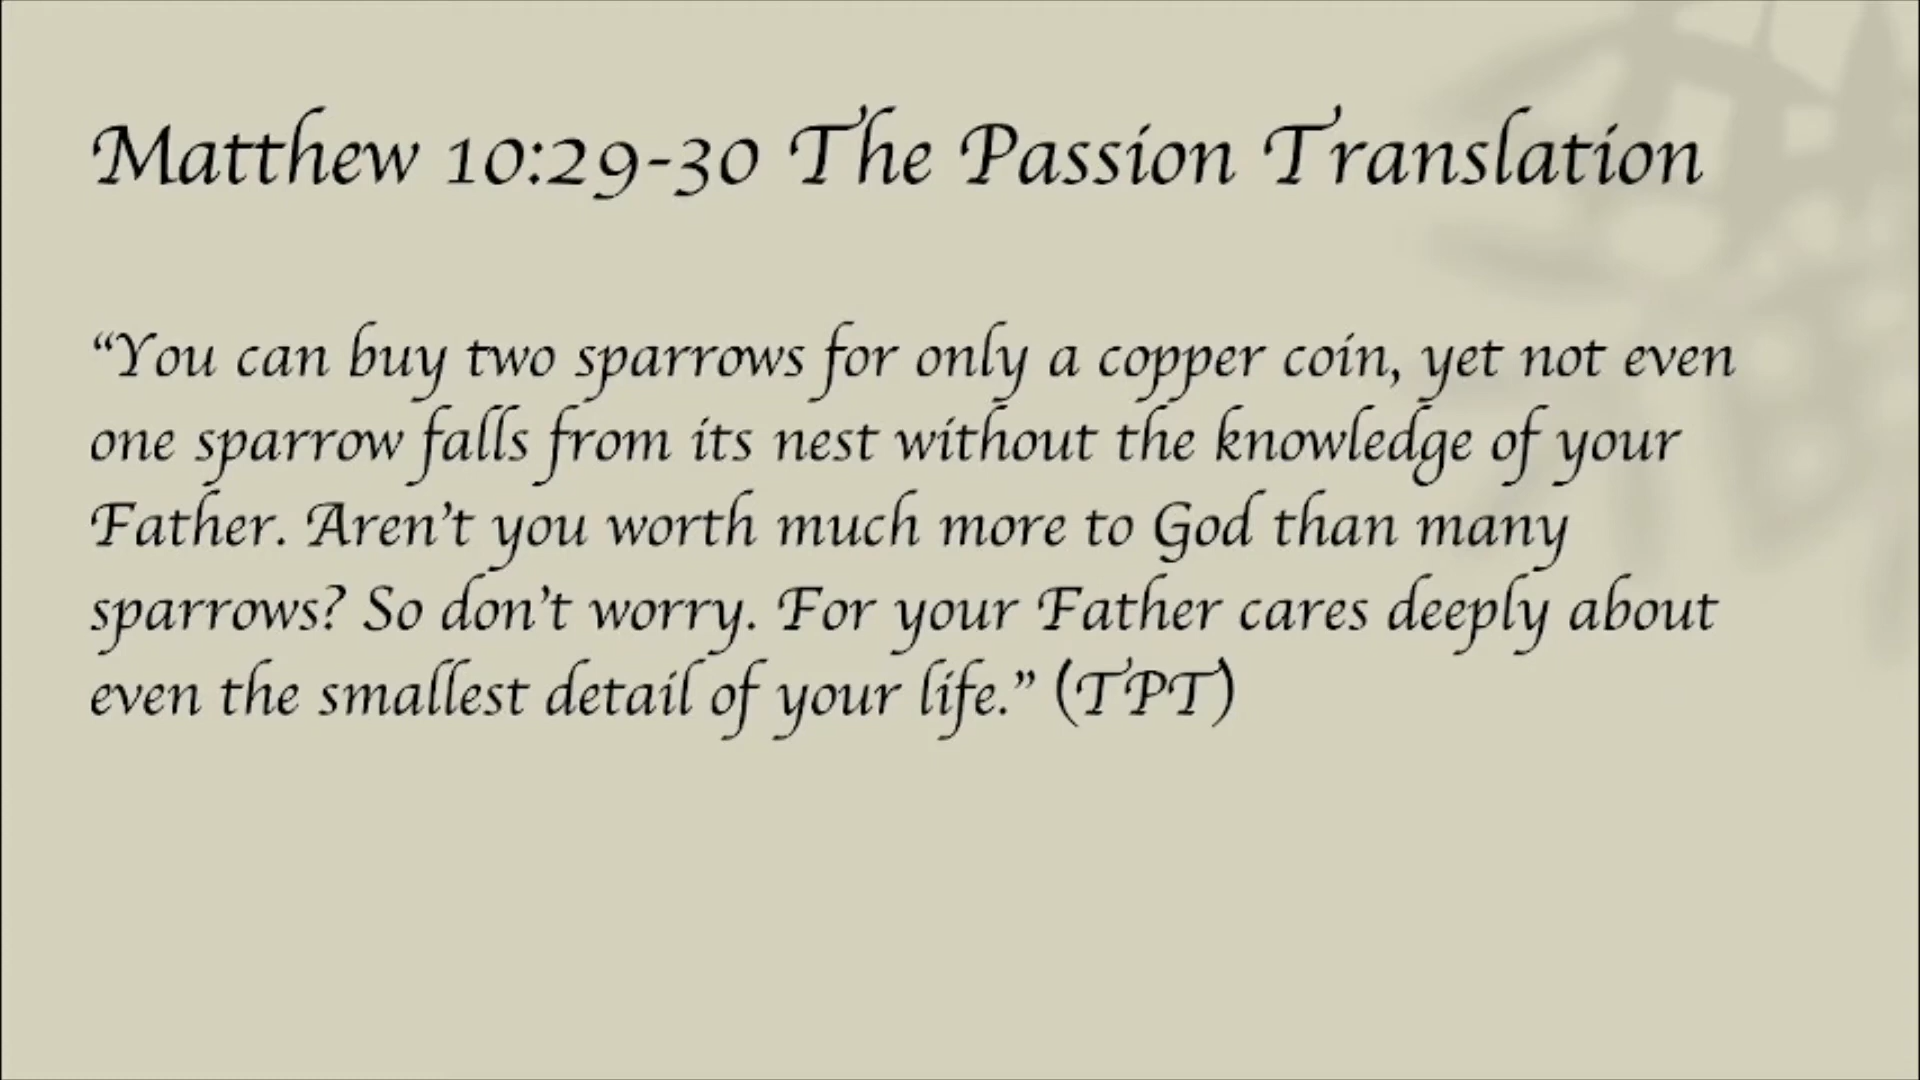 Matthew 10:29-30 The Passion Translation
“You can buy two sparrows for only a copper coin, yet not even
one sparrow falls from its nest without the knowledge of your
Father. Aren’t you worth much more to God than many
sparrows? So don’t worry. For your Father cares deeply about
even the smallest detail of your life.” (TPT)